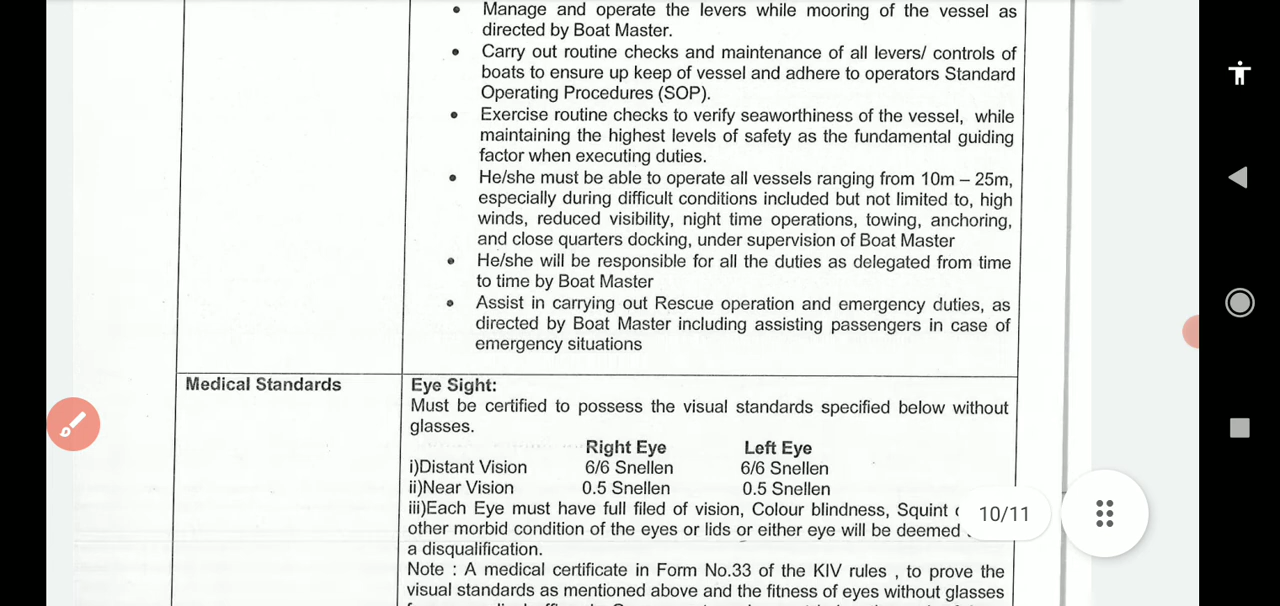 Manage and operate the levers while mooring of the vessel as
directed by Boat Master.
Carry out routine checks and maintenance of all levers/ controls of
boats to ensure up keep of vessel and adhere to operators Standard
Operating Procedures (SOP).
Exercise routine checks to verify seaworthiness of the vessel, while
maintaining the highest levels of safety as the fundamental guiding
factor when executing duties.
He/she must be able to operate all vessels ranging from 10m – 25m,
especially during difficult conditions included but not limited to, high
winds, reduced visibility, night time operations, towing, anchoring,
and close quarters docking, under supervision of Boat Master
He/she will be responsible for all the duties as delegated from time
to time by Boat Master
Assist in carrying out Rescue operation and emergency duties, as
directed by Boat Master including assisting passengers in case of
emergency situations
Medical Standards
Eye Sight:
Must be certified to possess the visual standards specified below without
glasses.
Right Eye Left Eye
i)Distant Vision 6/6 Snellen 6/6 Snellen
ii)Near Vision 0.5 Snellen 0.5 Snellen
iii)Each Eye must have full filed of vision, Colour blindness, Squint
10/11
other morbid condition of the eyes or lids or either eye will be deemed
a disqualification.
Note : A medical certificate in Form No.33 of the KIV rules , to prove the
visual standards as mentioned above and the fitness of eyes without glasses